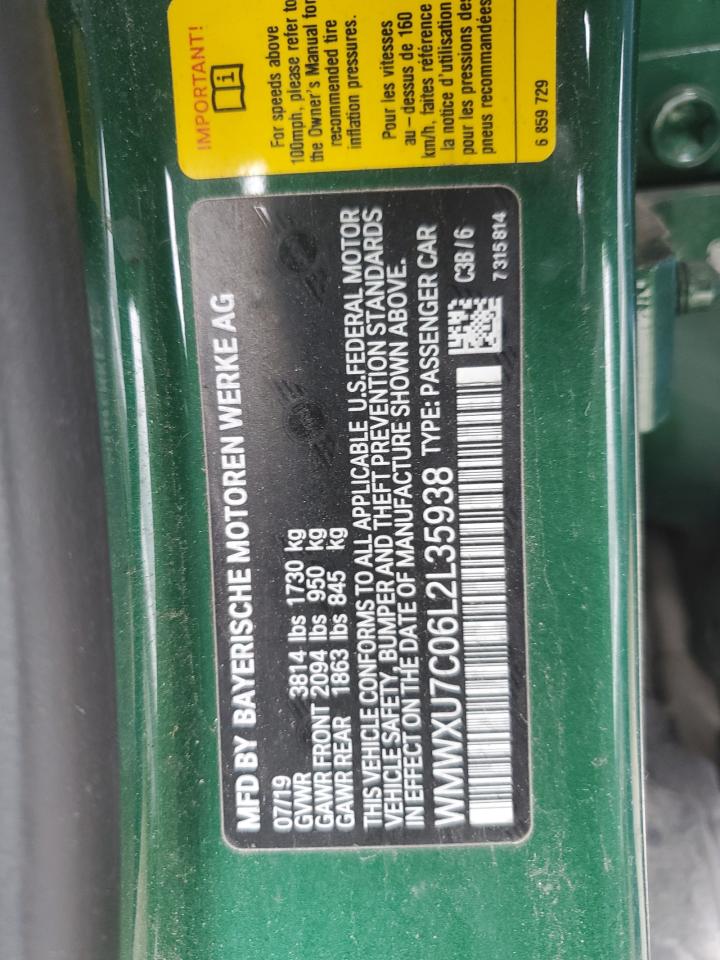 IMPORTANT!
For speeds above
100mph, please refer to
the Owner's Manual for
recommended tire
inflation pressures.
Pour les vitesses
au-dessus de 160
km/h, faites référence
la notice d'utilisation
pour les pressions des
pneus recommandées
6 859 729
MFD BY BAYERISCHE MOTOREN WERKE AG
07/19
GVWR 3814 lbs 1730 kg
GAWR FRONT 2094 lbs 950 kg
GAWR REAR 1863 lbs 845 kg
THIS VEHICLE CONFORMS TO ALL APPLICABLE U.S.FEDERAL MOTOR
VEHICLE SAFETY, BUMPER AND THEFT PREVENTION STANDARDS
IN EFFECT ON THE DATE OF MANUFACTURE SHOWN ABOVE.
WMWXU7C06L2L35938 TYPE: PASSENGER CAR
C3B/6
7 315 814